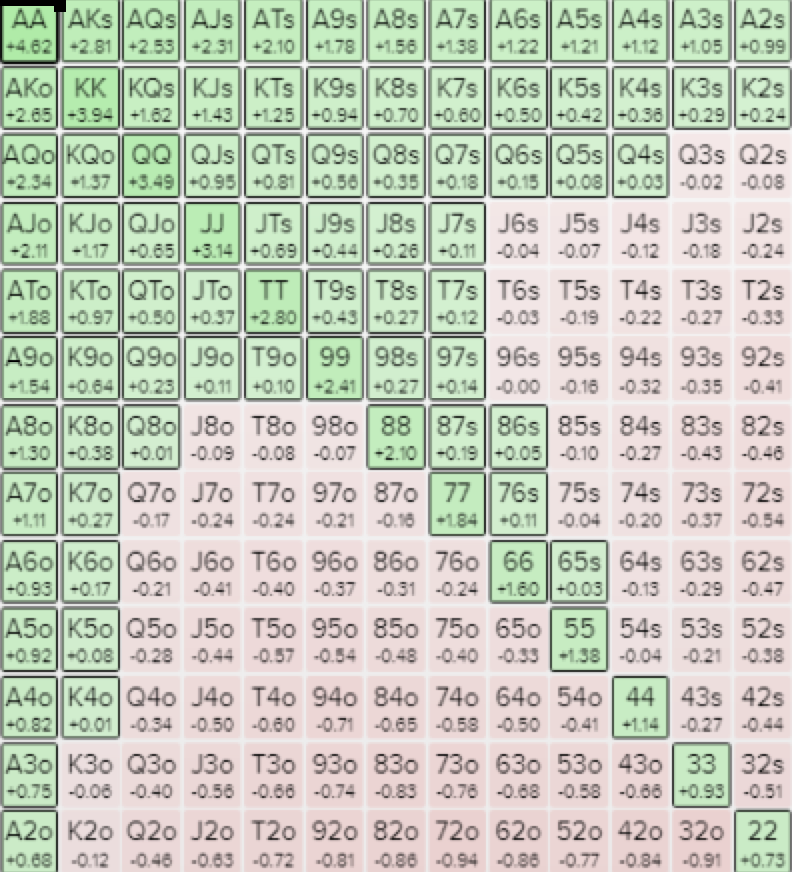 AA AKs AQs AJs ATs A9s A8s A7s A6s A5s A4s A3s A2s
+4.62 +2.81 +2.53 +2.31 +2.10 +1.78 +1.56 +1.38 +1.22 +1.21 +1.12 +1.05 +0.99
AKo KK KQs KJs KTs K9s K8s K7s K6s K5s K4s K3s K2s
+2.65 +3.94 +1.62 +1.43 +1.25 +0.94 +0.70 +0.60 +0.50 +0.42 +0.36 +0.29 +0.24
AQo KQo QQ QJs QTs Q9s Q8s Q7s Q6s Q5s Q4s Q3s Q2s
+2.34 +1.37 +3.49 +0.95 +0.81 +0.56 +0.35 +0.18 +0.15 +0.08 +0.03 -0.02 -0.08
AJo KJo QJo JJ JTs J9s J8s J7s J6s J5s J4s J3s J2s
+2.11 +1.17 +0.65 +3.14 +0.69 +0.44 +0.26 +0.11 -0.04 -0.07 -0.12 -0.18 -0.24
ATo KTo QTo JTo TT T9s T8s T7s T6s T5s T4s T3s T2s
+1.88 +0.97 +0.50 +0.37 +2.80 +0.43 +0.27 +0.12 -0.03 -0.19 -0.22 -0.27 -0.33
A9o K9o Q9o J9o T9o 99 98s 97s 96s 95s 94s 93s 92s
+1.54 +0.64 +0.23 +0.11 +0.10 +2.41 +0.27 +0.14 -0.00 -0.16 -0.32 -0.35 -0.41
A8o K8o Q8o J8o T8o 98o 88 87s 86s 85s 84s 83s 82s
+1.30 +0.38 +0.01 -0.09 -0.08 -0.07 +2.10 +0.19 +0.05 -0.10 -0.27 -0.43 -0.46
A7o K7o Q7o J7o T7o 97o 87o 77 76s 75s 74s 73s 72s
+1.11 +0.27 -0.17 -0.24 -0.24 -0.21 -0.16 +1.84 +0.11 -0.04 -0.20 -0.37 -0.54
A6o K6o Q6o J6o T6o 96o 86o 76o 66 65s 64s 63s 62s
+0.93 +0.17 -0.21 -0.41 -0.40 -0.37 -0.31 -0.24 +1.60 +0.03 -0.13 -0.29 -0.47
A5o K5o Q5o J5o T5o 95o 85o 75o 65o 55 54s 53s 52s
+0.92 +0.08 -0.28 -0.44 -0.57 -0.54 -0.48 -0.40 -0.33 +1.38 -0.04 -0.21 -0.38
A4o K4o Q4o J4o T4o 94o 84o 74o 64o 54o 44 43s 42s
+0.82 +0.01 -0.34 -0.50 -0.60 -0.71 -0.65 -0.58 -0.50 -0.41 +1.14 -0.27 -0.44
A3o K3o Q3o J3o T3o 93o 83o 73o 63o 53o 43o 33 32s
+0.75 -0.06 -0.40 -0.56 -0.66 -0.74 -0.83 -0.76 -0.68 -0.58 -0.66 +0.93 -0.51
A2o K2o Q2o J2o T2o 92o 82o 72o 62o 52o 42o 32o 22
+0.68 -0.12 -0.46 -0.63 -0.72 -0.81 -0.86 -0.94 -0.86 -0.77 -0.84 -0.91 +0.73